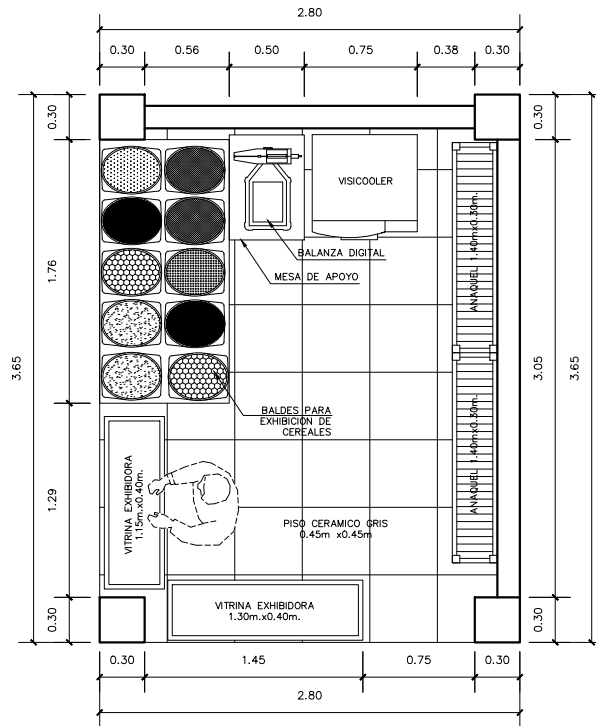 2.80
0.30 0.56 0.50 0.75 0.38 0.30
0.30
0.30
VISICOOLER
ANAQUEL 1.40mx0.30m.
BALANZA DIGITAL
MESA DE APOYO
1.76
3.65
3.05
3.65
BALDES PARA
EXHIBICION DE
CEREALES
ANAQUEL 1.40mx0.30m.
VITRINA EXHIBIDORA
1.15m.x0.40m.
1.29
PISO CERAMICO GRIS
0.45m x0.45m
VITRINA EXHIBIDORA
1.30m.x0.40m.
0.30
0.30
0.30 1.45 0.75 0.30
2.80